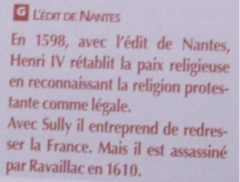 G L'ÉDIT DE NANTES
En 1598, avec l'édit de Nantes,
Henri IV rétablit la paix religieuse
en reconnaissant la religion protes-
tante comme légale.
Avec Sully il entreprend de redres-
ser la France. Mais il est assassiné
par Ravaillac en 1610.